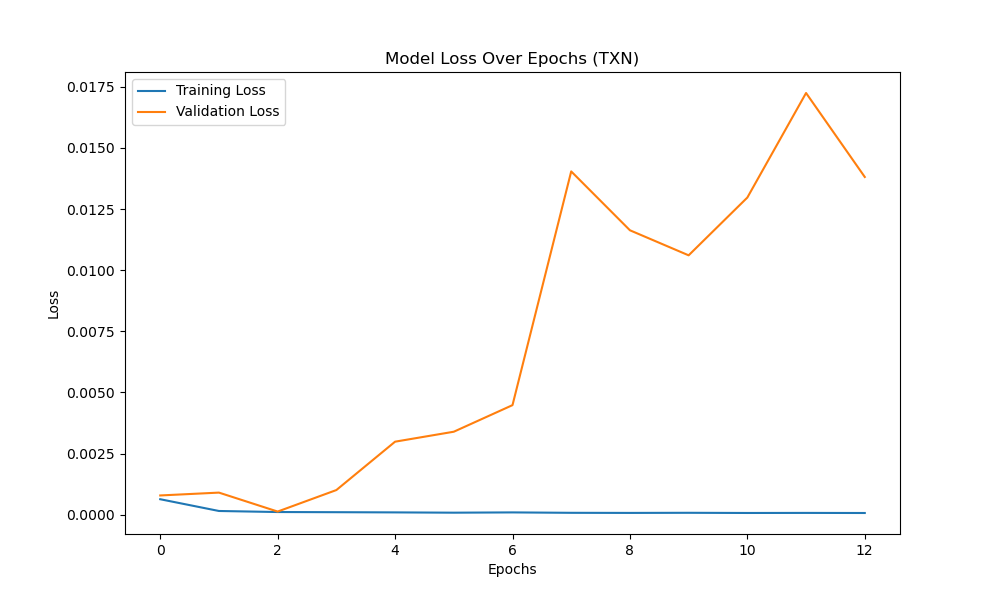 Model Loss Over Epochs (TXN)
Training Loss
Validation Loss
0.0175
0.0150
0.0125
0.0100
0.0075
0.0050
0.0025
0.0000
Loss
0 2 4 6 8 10 12
Epochs